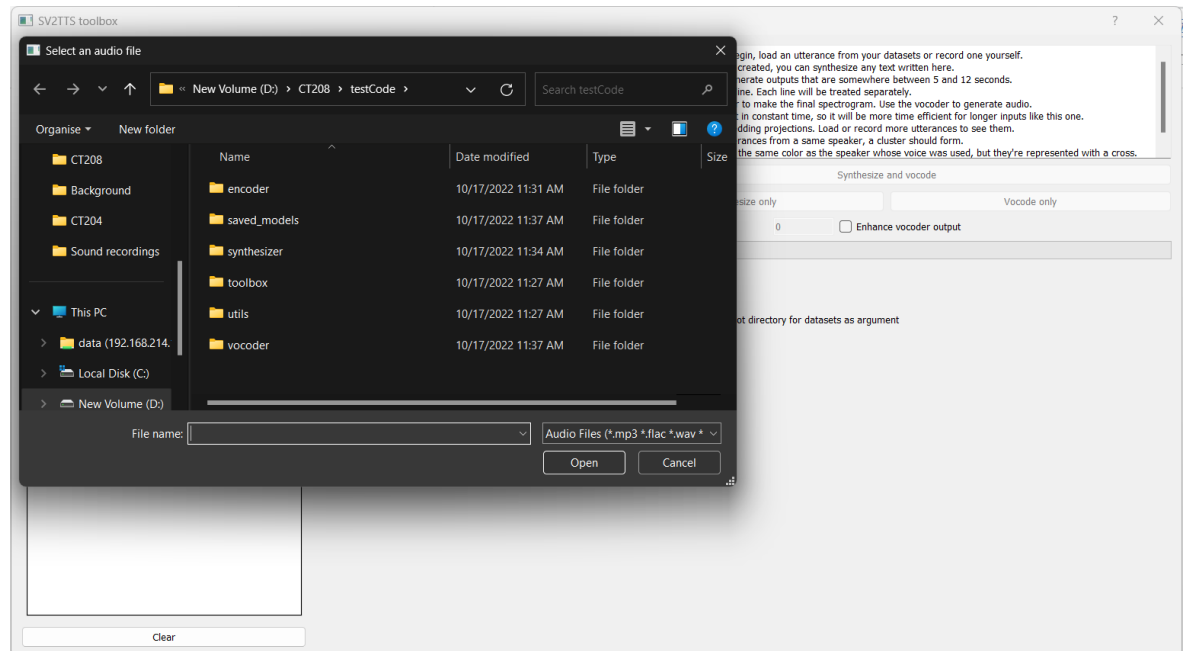 SV2TTS toolbox
?
Select an audio file
« New Volume (D:) > CT208 > testCode >
Search testCode
Organise
New folder
?
CT208
Background
CT204
Sound recordings
This PC
data (192.168.214.
Local Disk (C:)
New Volume (D:)
Name Date modified Type Size
encoder 10/17/2022 11:31 AM File folder
saved_models 10/17/2022 11:37 AM File folder
synthesizer 10/17/2022 11:34 AM File folder
toolbox 10/17/2022 11:27 AM File folder
utils 10/17/2022 11:27 AM File folder
vocoder 10/17/2022 11:37 AM File folder
File name:
Audio Files (*.mp3 *.flac *.wav *
Open
Cancel
egin, load an utterance from your datasets or record one yourself.
created, you can synthesize any text written here.
nerate outputs that are somewhere between 5 and 12 seconds.
ine. Each line will be treated separately.
r to make the final spectrogram. Use the vocoder to generate audio.
t in constant time, so it will be more time efficient for longer inputs like this one.
dding projections. Load or record more utterances to see them.
rances from a same speaker, a cluster should form.
the same color as the speaker whose voice was used, but they're represented with a cross.
Synthesize and vocode
esize only
Vocode only
0
Enhance vocoder output
ot directory for datasets as argument
Clear